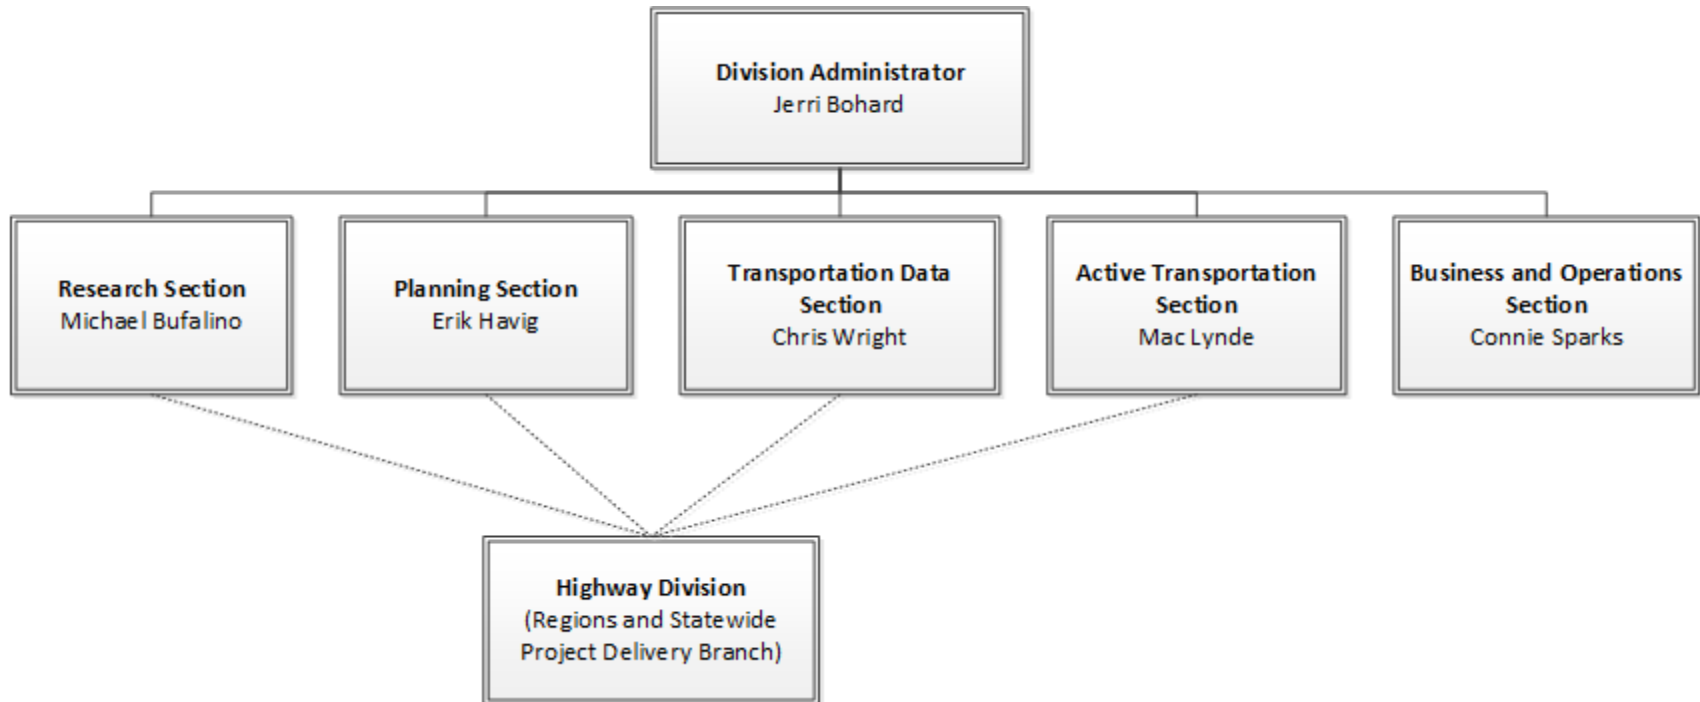 Division Administrator
Jerri Bohard
Research Section
Michael Bufalino
Planning Section
Erik Havig
Transportation Data
Section
Chris Wright
Active Transportation
Section
Mac Lynde
Business and Operations
Section
Connie Sparks
Highway Division
(Regions and Statewide
Project Delivery Branch)